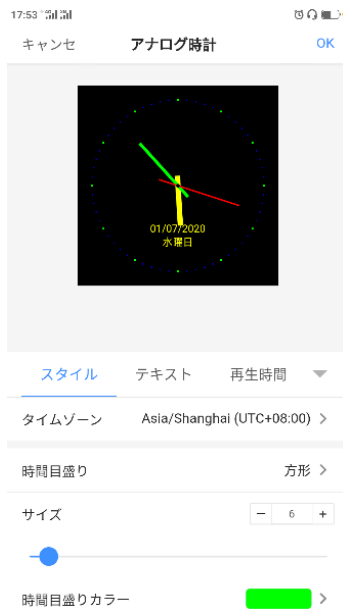 17:53
キャンセ アナログ時計 OK
01/07/2020
水曜日
スタイル テキスト 再生時間
タイムゾーン Asia/Shanghai (UTC+08:00)
時間目盛り 方形
サイズ − 6 +
時間目盛りカラー